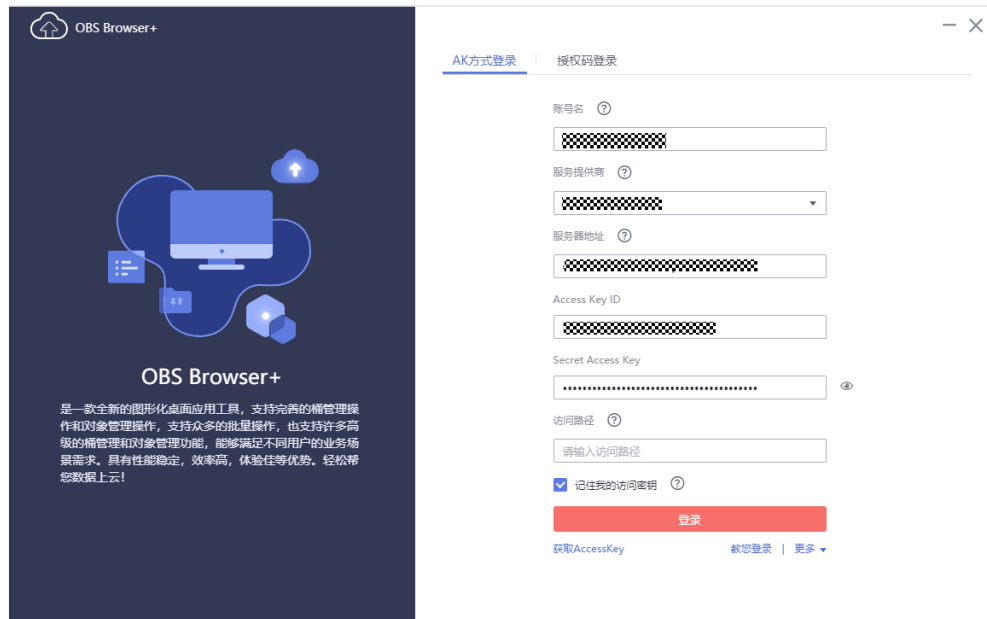 OBS Browser+
AK方式登录
授权码登录
账号名
服务提供商
服务器地址
Access Key ID
Secret Access Key
访问路径
请输入访问路径
记住我的访问密钥
登录
获取AccessKey
教您登录 | 更多
OBS Browser+
是一款全新的图形化桌面应用工具，支持完善的桶管理操
作和对象管理操作，支持众多的批量操作，也支持许多高
级的桶管理和对象管理功能，能够满足不同用户的业务场
景需求。具有性能稳定，效率高，体验佳等优势。轻松帮
您数据上云！